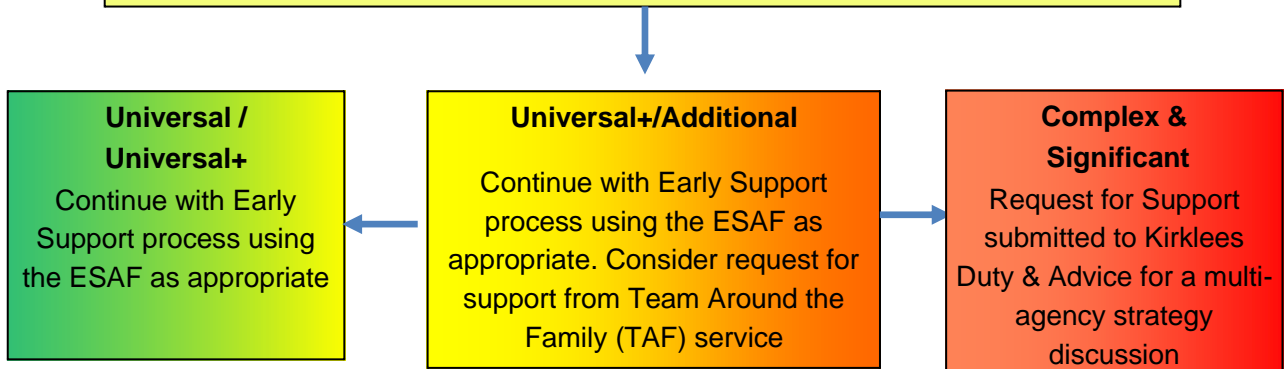 Universal /
Universal+
Continue with Early
Support process using
the ESAF as appropriate
Universal+/Additional
Continue with Early Support
process using the ESAF as
appropriate. Consider request for
support from Team Around the
Family (TAF) service
Complex &
Significant
Request for Support
submitted to Kirklees
Duty & Advice for a multi-
agency strategy
discussion